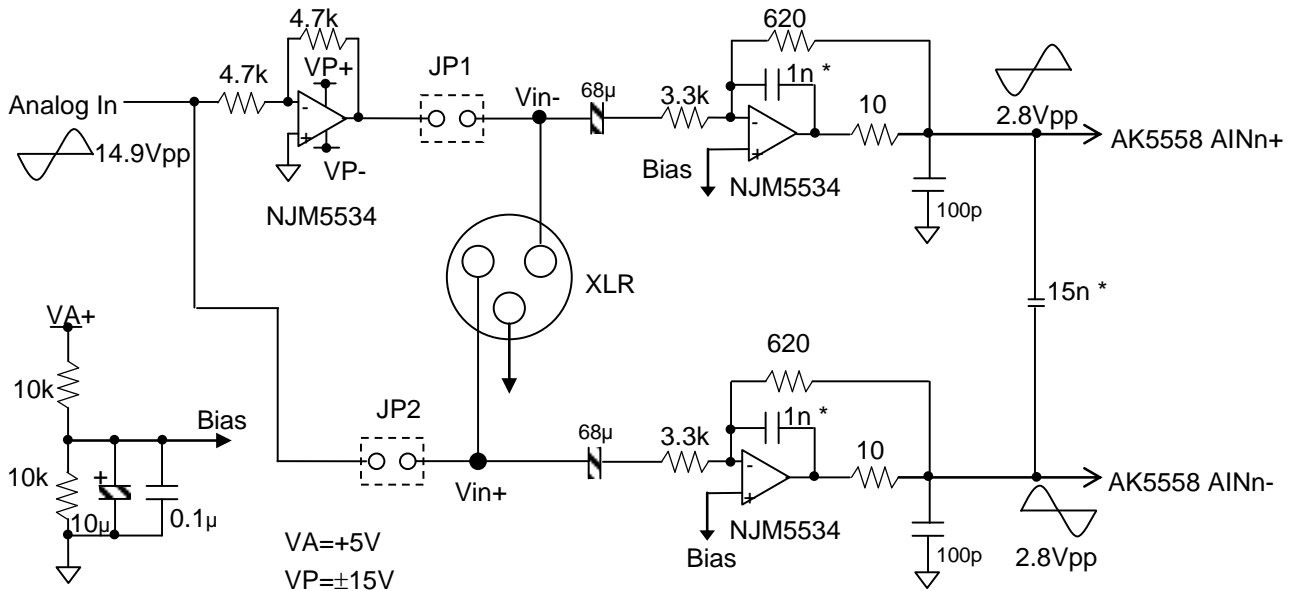 4.7k
VP+
4.7k
Analog In
14.9Vpp
VP-
NJM5534
JP1
Vin-
68µ
3.3k
620
1n *
10
Bias
NJM5534
100p
2.8Vpp
AK5558 AINn+
XLR
15n *
VA+
10k
Bias
10k
+
10µ
0.1µ
JP2
Vin+
68µ
3.3k
620
1n *
10
Bias
NJM5534
100p
AK5558 AINn-
2.8Vpp
VA=+5V
VP=±15V